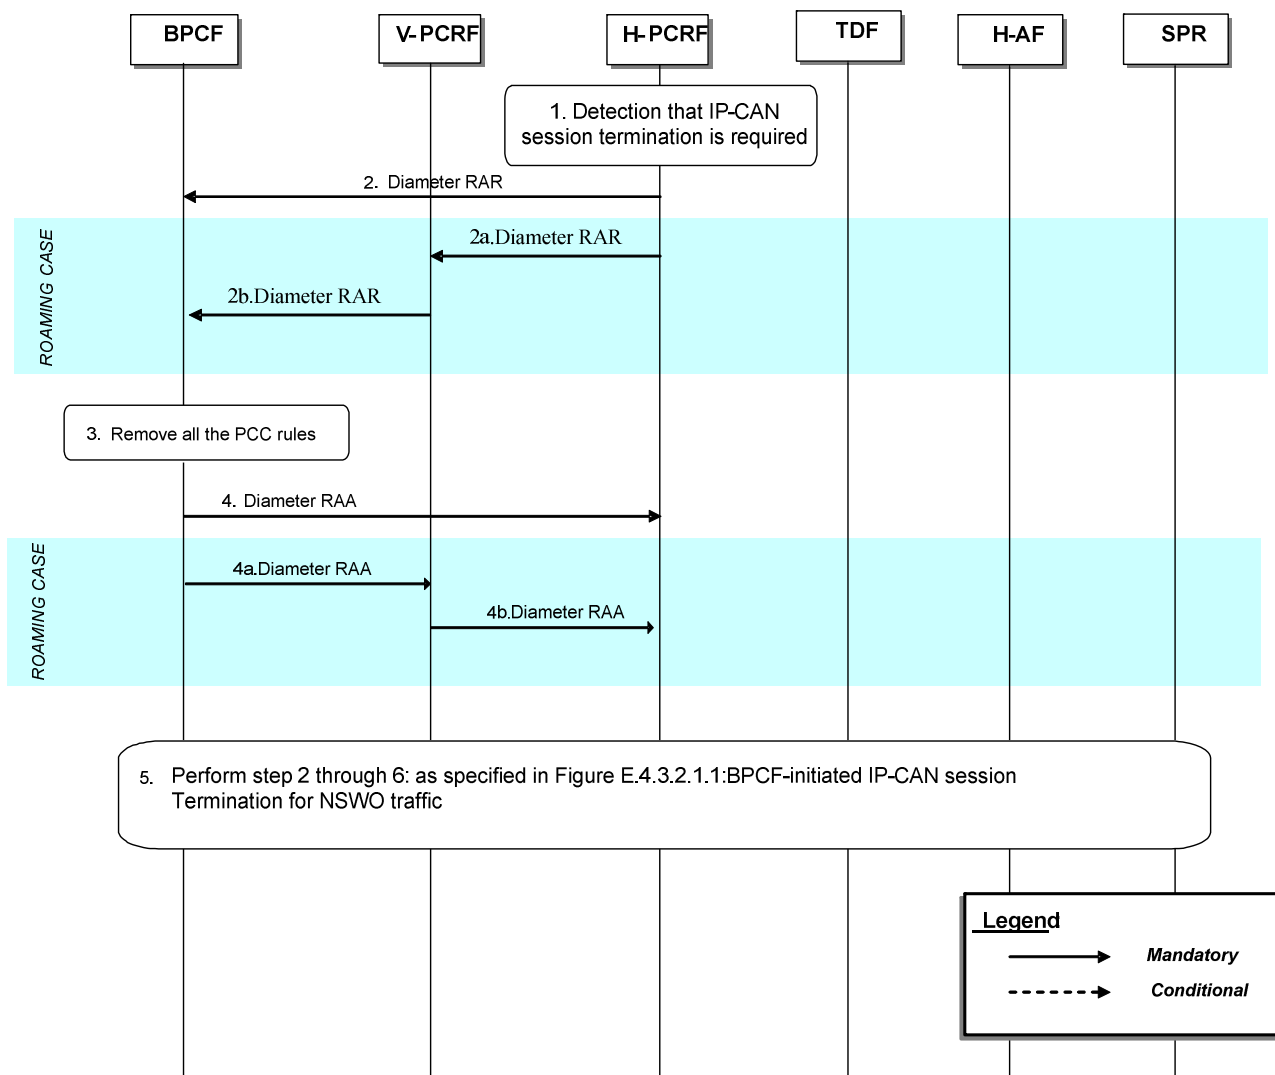 BPCF
V-PCRF
H-PCRF
TDF
H-AF
SPR
1. Detection that IP-CAN
session termination is required
2. Diameter RAR
ROAMING CASE
2a.Diameter RAR
2b.Diameter RAR
3. Remove all the PCC rules
4. Diameter RAA
ROAMING CASE
4a.Diameter RAA
4b.Diameter RAA
5. Perform step 2 through 6: as specified in Figure E.4.3.2.1.1:BPCF-initiated IP-CAN session
Termination for NSWO traffic
Legend
Mandatory
Conditional